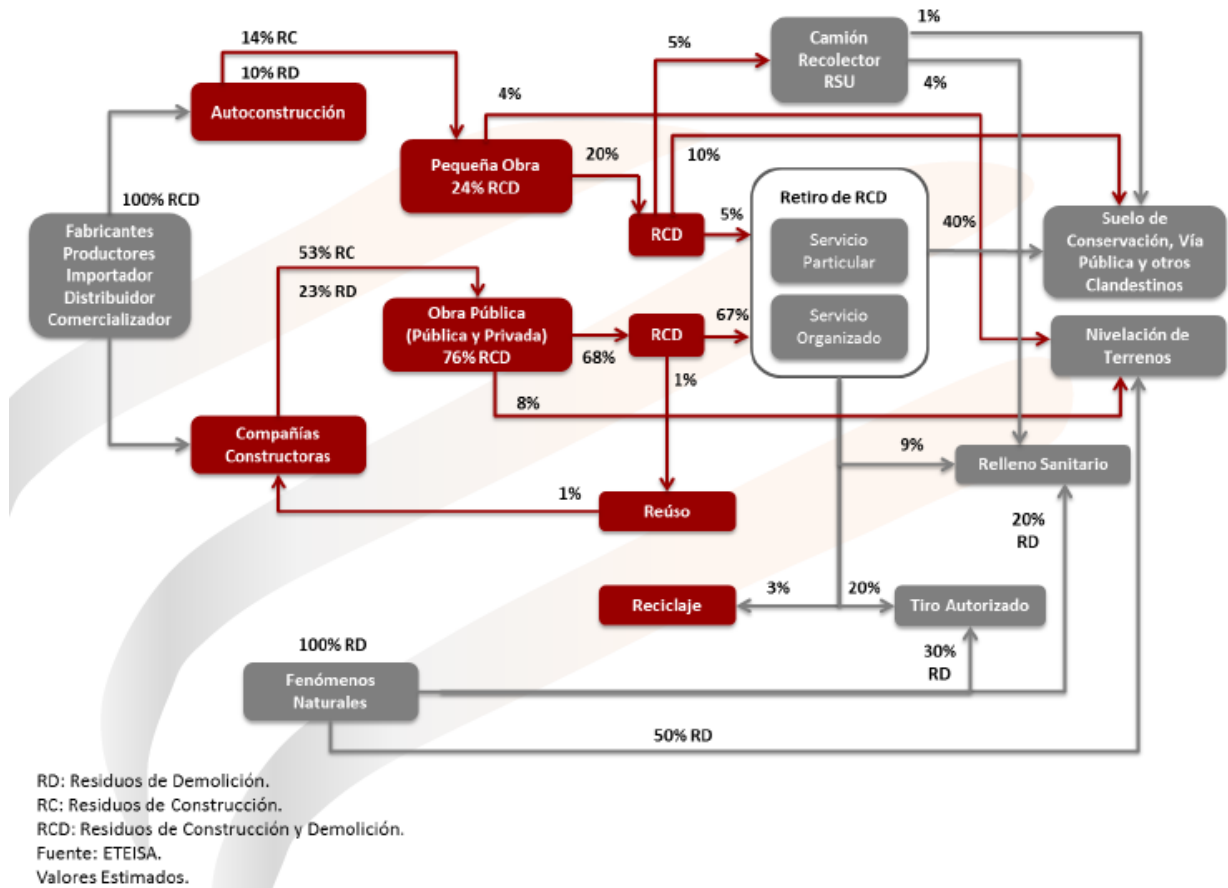 14% RC
10% RD
Autoconstrucción
100% RCD
Fabricantes
Productores
Importador
Distribuidor
Comercializador
53% RC
23% RD
Compañías
Constructoras
Pequeña Obra
24% RCD
4%
20%
RCD
5%
10%
5%
Camión
Recolector
RSU
1%
4%
Retiro de RCD
Servicio
Particular
Servicio
Organizado
40%
Suelo de
Conservación, Vía
Pública y otros
Clandestinos
Obra Pública
(Pública y Privada)
76% RCD
68%
RCD
67%
1%
8%
Nivelación de
Terrenos
9%
Relleno Sanitario
1%
Reúso
20%
RD
Reciclaje
3%
20%
Tiro Autorizado
30%
RD
100% RD
Fenómenos
Naturales
50% RD
RD: Residuos de Demolición.
RC: Residuos de Construcción.
RCD: Residuos de Construcción y Demolición.
Fuente: ETEISA.
Valores Estimados.